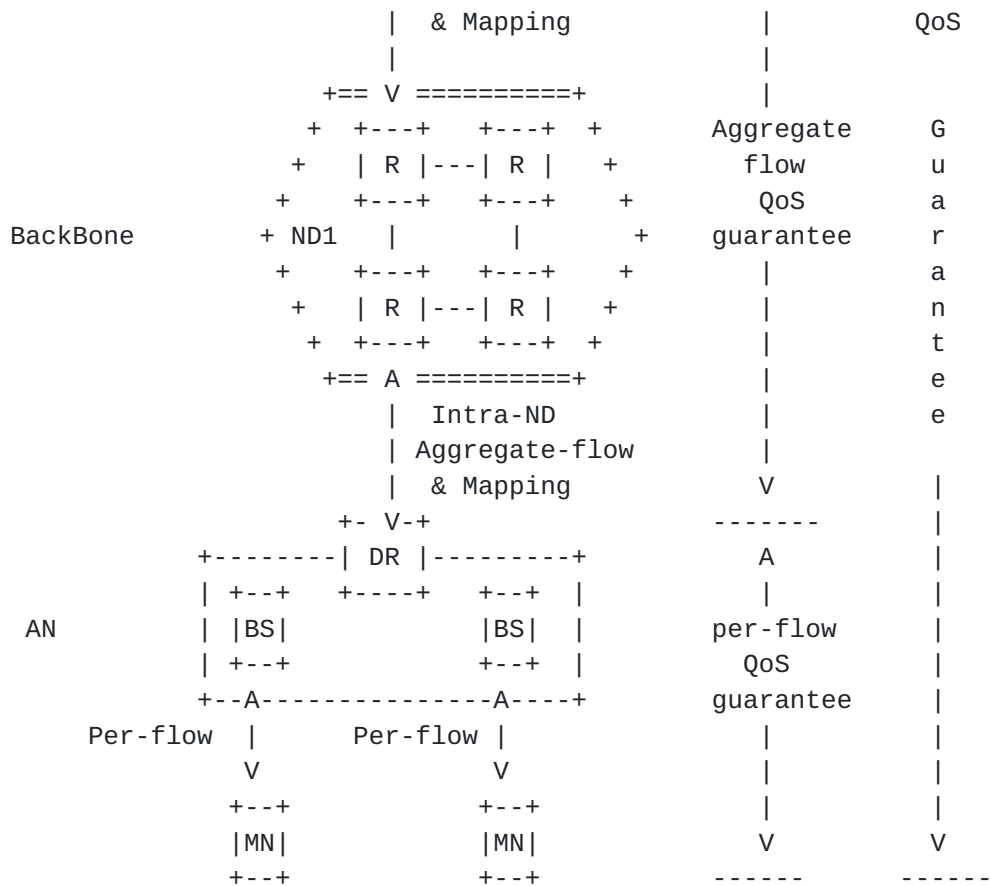 |  & Mapping            |         QoS
                         |                       |
                     +== V ==========+           |
                    +  +---+   +---+  +       Aggregate     G
                   +   | R |---| R |   +        flow        u
                  +    +---+   +---+    +        QoS        a
BackBone         + ND1   |       |       +    guarantee     r
                  +    +---+   +---+    +        |          a
                   +   | R |---| R |   +         |          n
                    +  +---+   +---+  +          |          t
                     +== A ==========+           |          e
                         |  Intra-ND             |          e
                         | Aggregate-flow        |
                         |  & Mapping            V          |
                      +- V-+                  -------       |
             +--------| DR |---------+           A          |
             | +--+   +----+   +--+  |           |          |
 AN          | |BS|            |BS|  |        per-flow      |
             | +--+            +--+  |          QoS         |
             +--A---------------A----+        guarantee     |
      Per-flow  |      Per-flow |                |          |
                V               V                |          |
               +--+            +--+              |          |
               |MN|            |MN|              V          V
               +--+            +--+           ------      ------